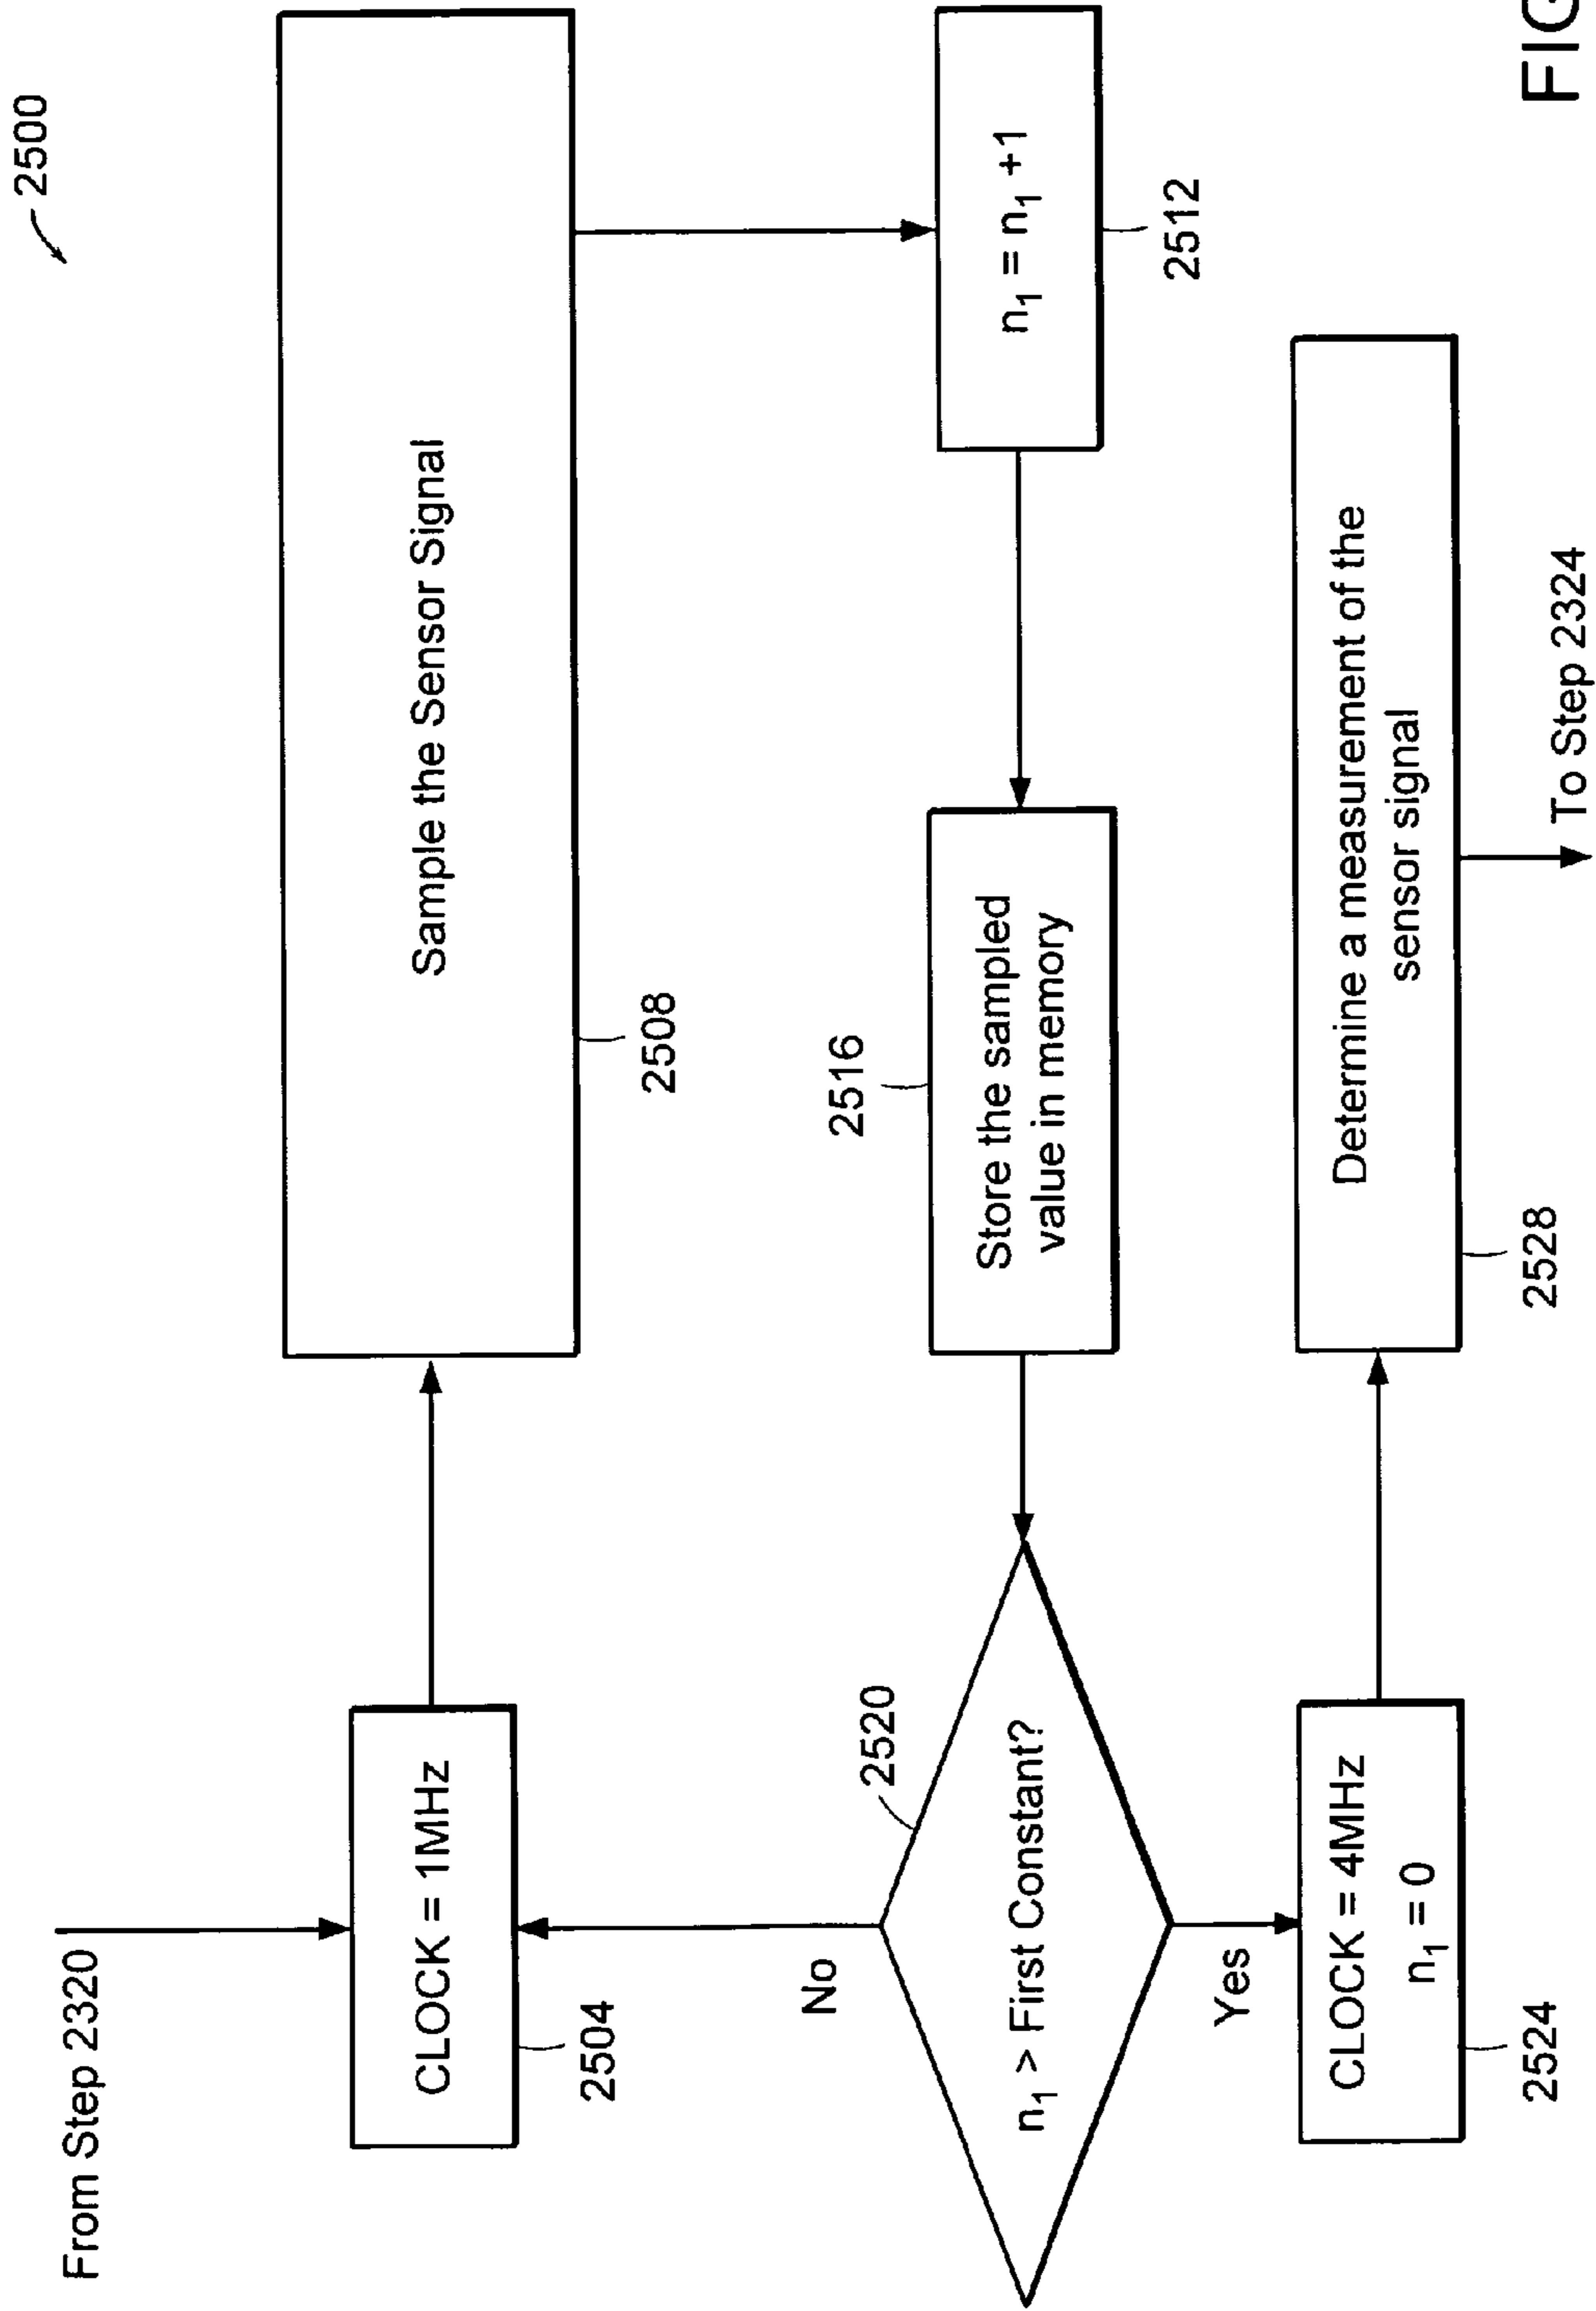 2500
From Step 2320
CLOCK = 1MHz
2504
Sample the Sensor Signal
2508
n₁ = n₁ +1
2512
2516
Store the sampled
value in memory
2520
n₁ > First Constant?
No
Yes
CLOCK = 4MHz
n₁ = 0
2524
Determine a measurement of the
sensor signal
2528
To Step 2324